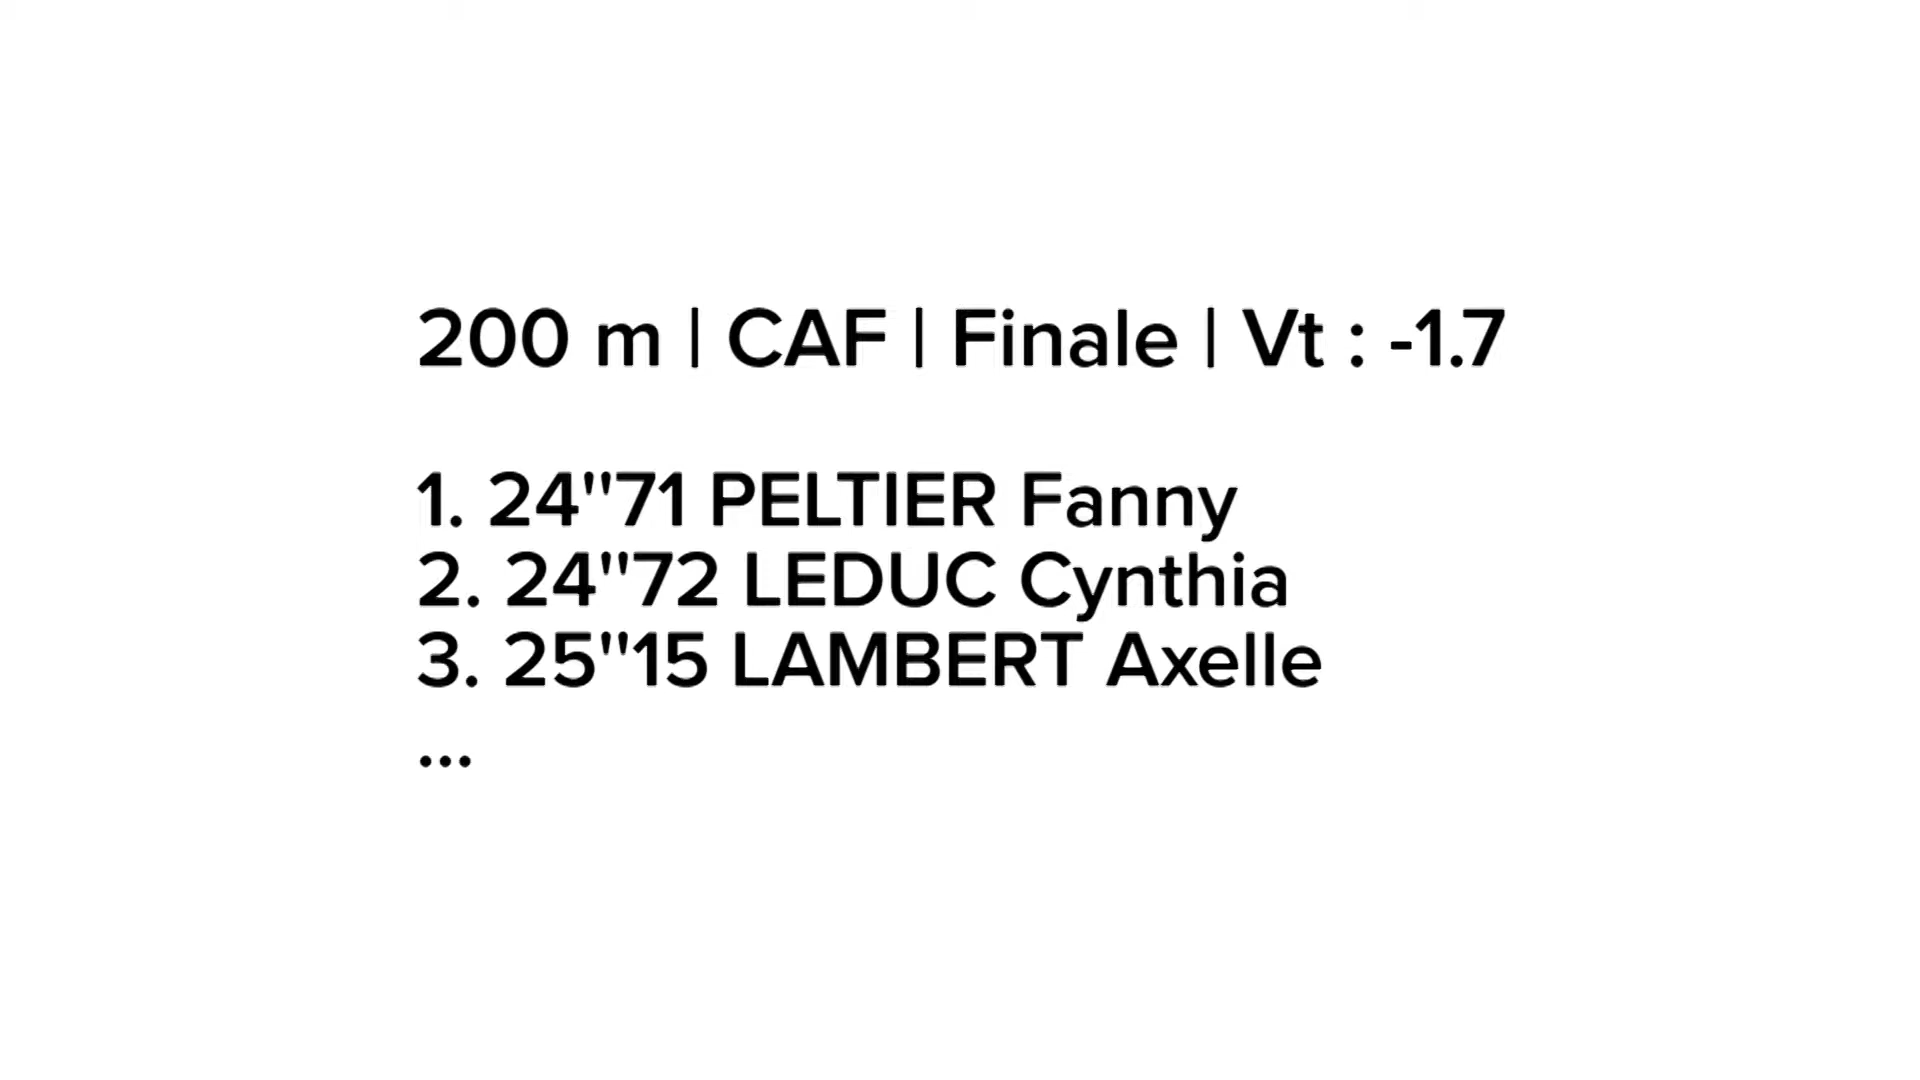 200 m | CAF | Finale | Vt : -1.7
1. 24"71 PELTIER Fanny
2. 24"72 LEDUC Cynthia
3. 25"15 LAMBERT Axelle
...